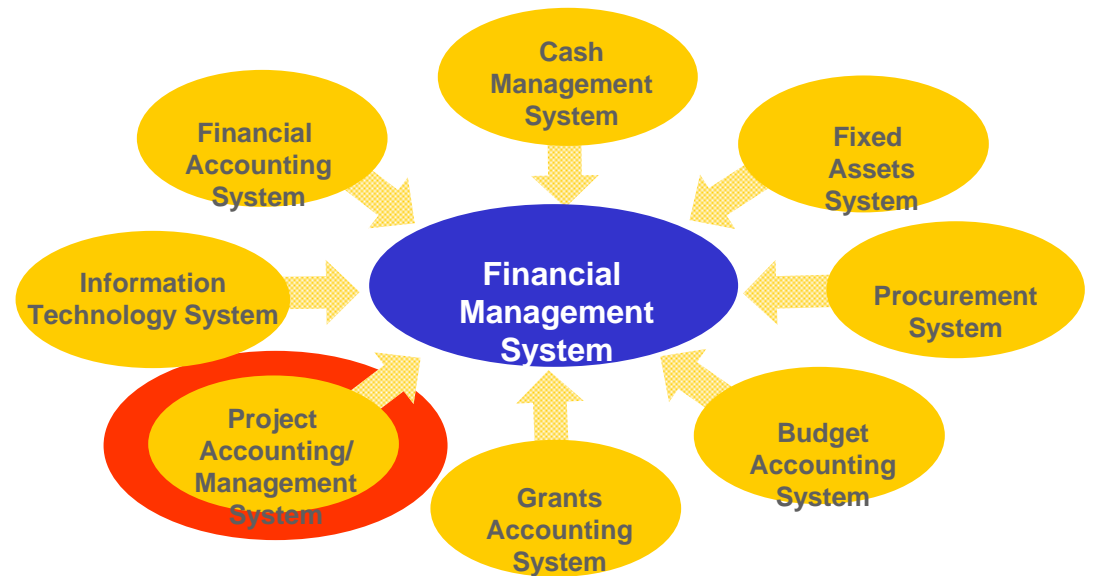 Cash
Management
System
Financial
Accounting
System
Fixed
Assets
System
Information
Technology System
Financial
Management
System
Procurement
System
Project
Accounting/
Management
System
Budget
Accounting
System
Grants
Accounting
System